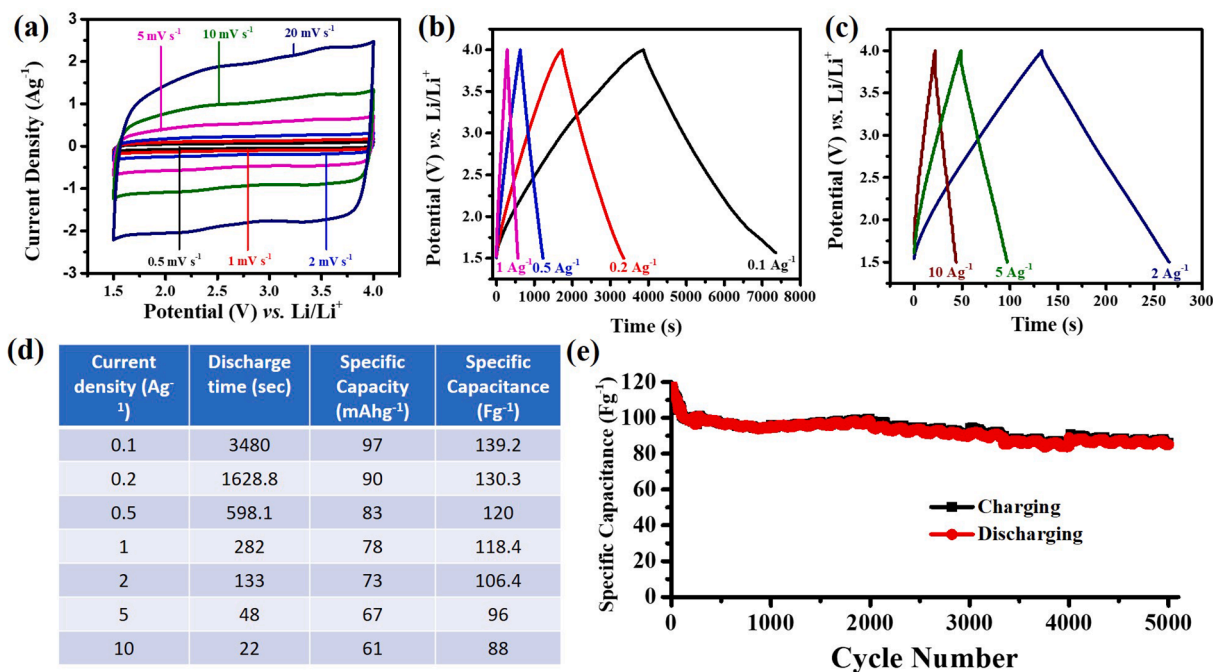 (a)
5 mV s⁻¹
10 mV s⁻¹
20 mV s⁻¹
Current Density (Ag⁻¹)
3
2
1
0
-1
-2
-3
0.5 mV s⁻¹
1 mV s⁻¹
2 mV s⁻¹
1.5 2.0 2.5 3.0 3.5 4.0
Potential (V) vs. Li/Li⁺
(b)
Potential (V) vs. Li/Li⁺
4.0
3.5
3.0
2.5
2.0
1.5
1 Ag⁻¹
0.5 Ag⁻¹
0.2 Ag⁻¹
0.1 Ag⁻¹
0 1000 2000 3000 4000 5000 6000 7000 8000
Time (s)
(c)
Potential (V) vs. Li/Li⁺
4.0
3.5
3.0
2.5
2.0
1.5
10 Ag⁻¹
5 Ag⁻¹
2 Ag⁻¹
0 50 100 150 200 250 300
Time (s)
(d)
Current density (Ag⁻¹) Discharge time (sec) Specific Capacity (mAhg⁻¹) Specific Capacitance (Fg⁻¹)
0.1 3480 97 139.2
0.2 1628.8 90 130.3
0.5 598.1 83 120
1 282 78 118.4
2 133 73 106.4
5 48 67 96
10 22 61 88
(e)
Specific Capacitance (Fg⁻¹)
120
100
80
60
40
20
0
Charging
Discharging
0 1000 2000 3000 4000 5000
Cycle Number